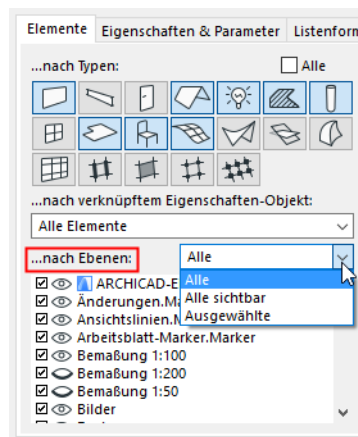 Elemente Eigenschaften & Parameter Listenform
...nach Typen: Alle
...nach verknüpftem Eigenschaften-Objekt:
Alle Elemente
...nach Ebenen: Alle
Alle
Alle sichtbar
Ausgewählte
ARCHICAD-E
Änderungen.Ma
Ansichtslinien.M
Arbeitsblatt-Marker.Marker
Bemaßung 1:100
Bemaßung 1:200
Bemaßung 1:50
Bilder